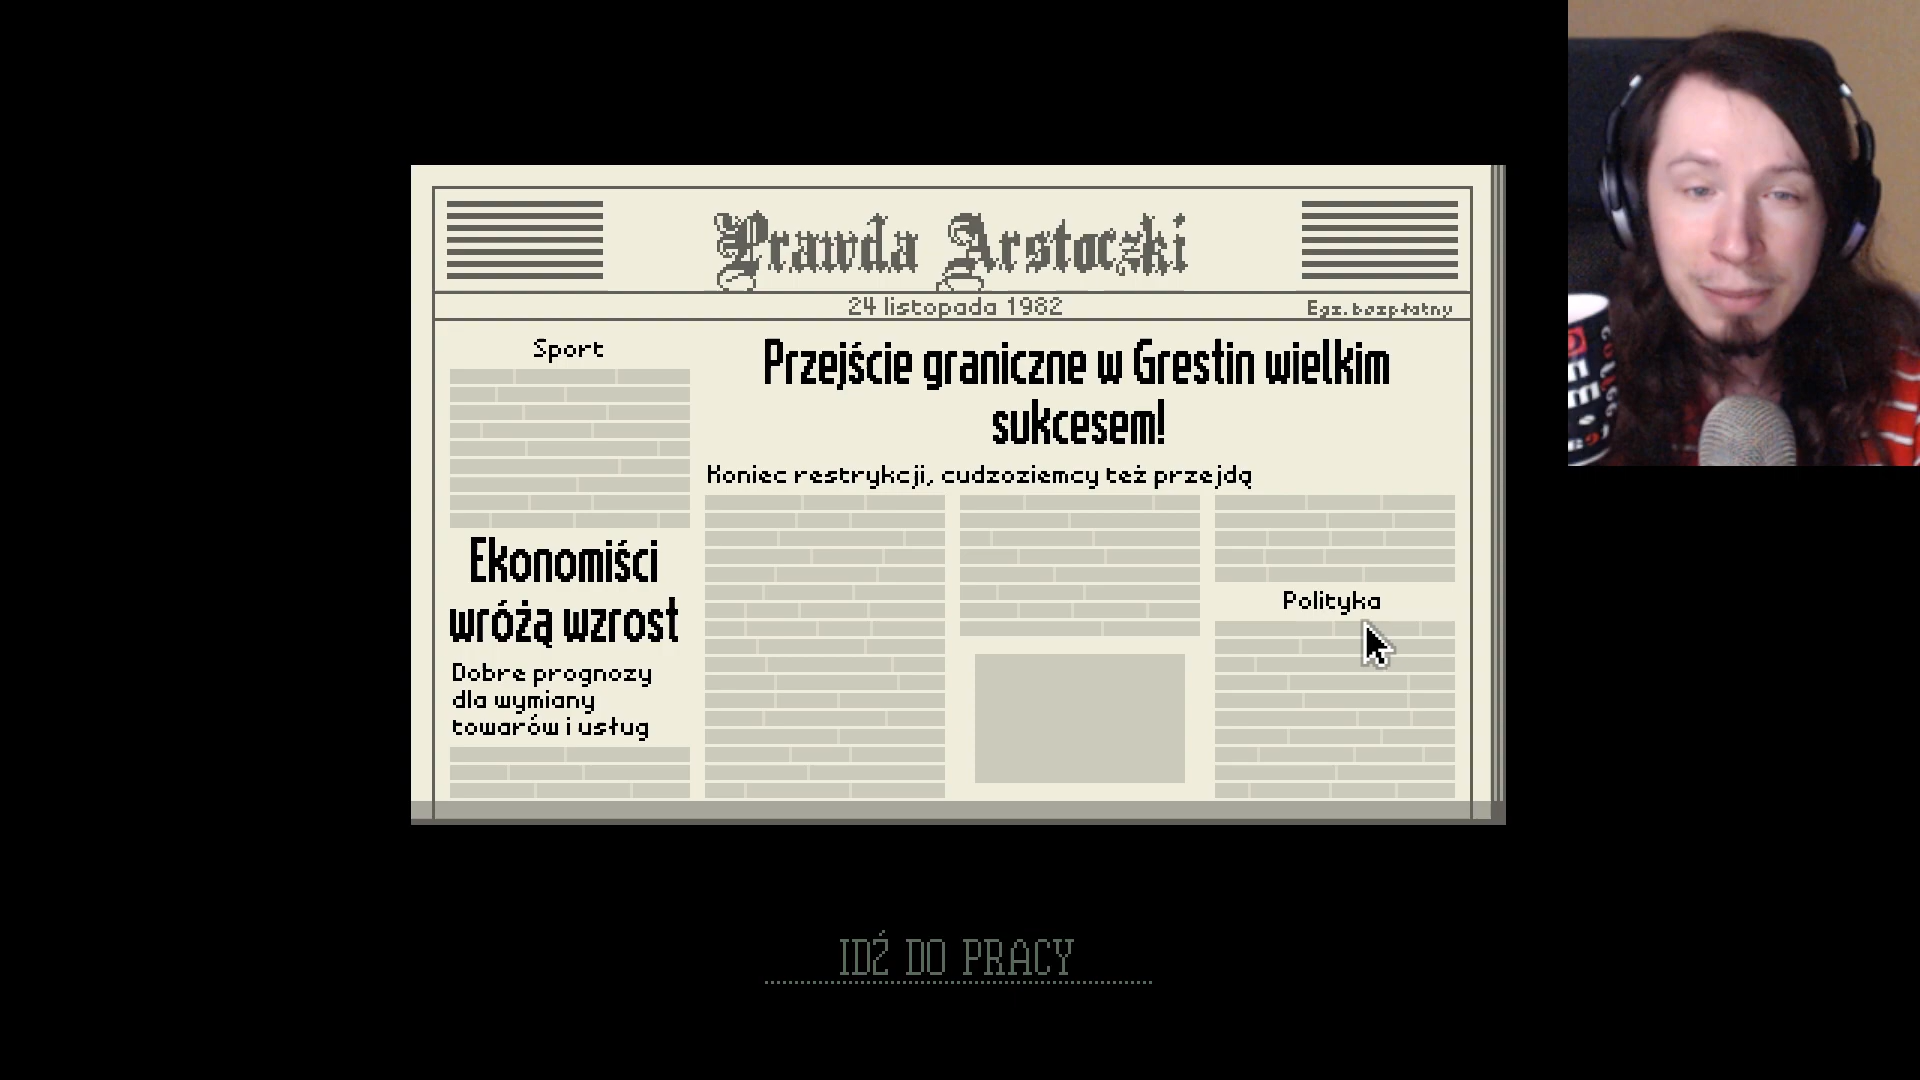 Prawda Arstoczki
24 listopada 1982
Egz. bezpłatny
Sport
Ekonomiści
wróżą wzrost
Dobre prognozy
dla wymiany
towarów i usług
Przejście graniczne w Grestin wielkim
sukcesem!
Koniec restrykcji, cudzoziemcy też przejdą
Polityka
IDŹ DO PRACY